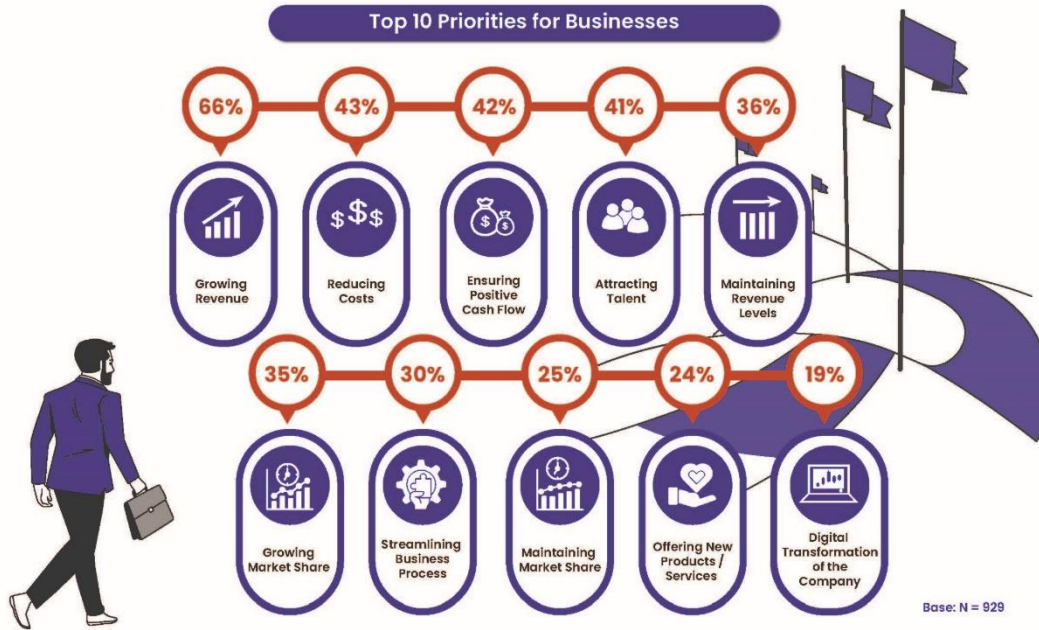 Top 10 Priorities for Businesses
66%
43%
42%
41%
36%
Growing
Revenue
Reducing
Costs
Ensuring
Positive
Cash Flow
Attracting
Talent
Maintaining
Revenue
Levels
35%
30%
25%
24%
19%
Growing
Market Share
Streamlining
Business
Process
Maintaining
Market Share
Offering New
Products /
Services
Digital
Transformation
of the
Company
Base: N = 929